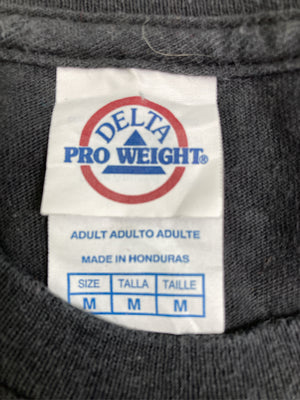 DELTA
PRO WEIGHT®
ADULT ADULTO ADULTE
MADE IN HONDURAS
SIZE TALLA TAILLE
M M M